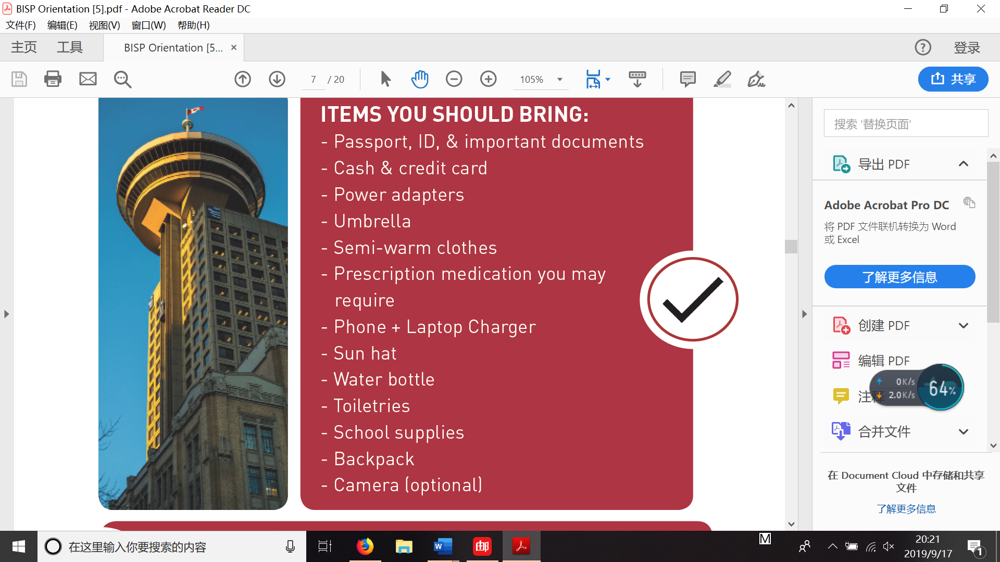 BISP Orientation [5].pdf - Adobe Acrobat Reader DC
文件(F) 编辑(E) 视图(V) 窗口(W) 帮助(H)
主页 工具 BISP Orientation [5... × 登录
7 / 20 105% 共享
ITEMS YOU SHOULD BRING:
- Passport, ID, & important documents
- Cash & credit card
- Power adapters
- Umbrella
- Semi-warm clothes
- Prescription medication you may
require
- Phone + Laptop Charger
- Sun hat
- Water bottle
- Toiletries
- School supplies
- Backpack
- Camera (optional)
搜索 '替换页面'
导出 PDF
Adobe Acrobat Pro DC
将 PDF 文件联机转换为 Word
或 Excel
了解更多信息
创建 PDF
编辑 PDF
注释
0K/s
2.0K/s
64%
合并文件
在 Document Cloud 中存储和共享
文件
了解更多信息
在这里输入你要搜索的内容
W
邮
M
20:21
2019/9/17
1